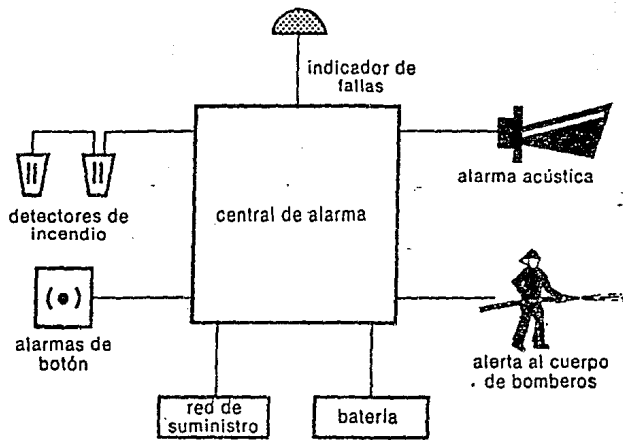 indicador de
fallas
alarma acústica
detectores de
incendio
central de alarma
alarmas de
botón
alerta al cuerpo
de bomberos
red de
suministro
batería